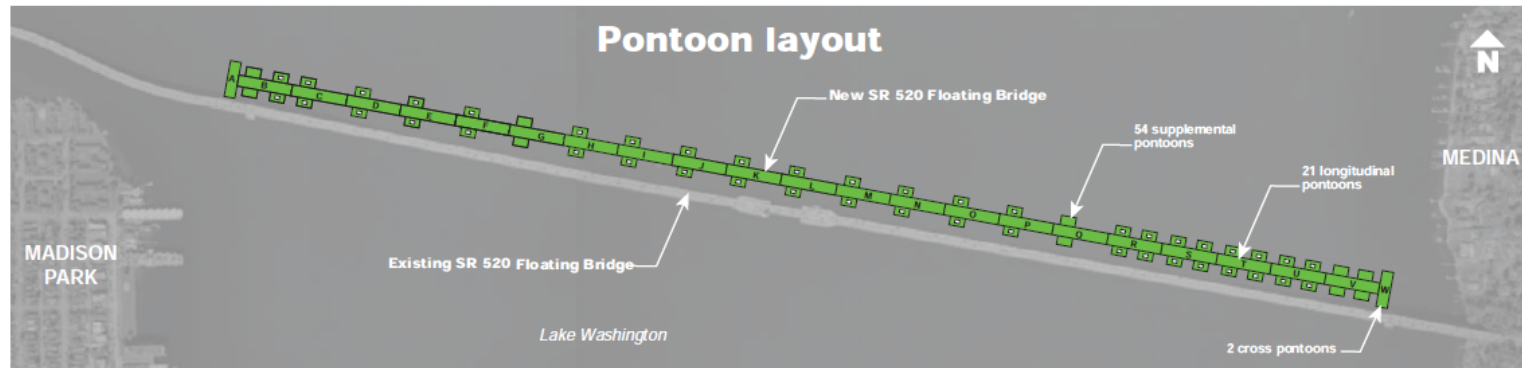 Pontoon layout
N
New SR 520 Floating Bridge
54 supplemental
pontoons
21 longitudinal
pontoons
MEDINA
A B C D E F G H I J K L M N O P Q R S T U V W
MADISON
PARK
Existing SR 520 Floating Bridge
Lake Washington
2 cross pontoons